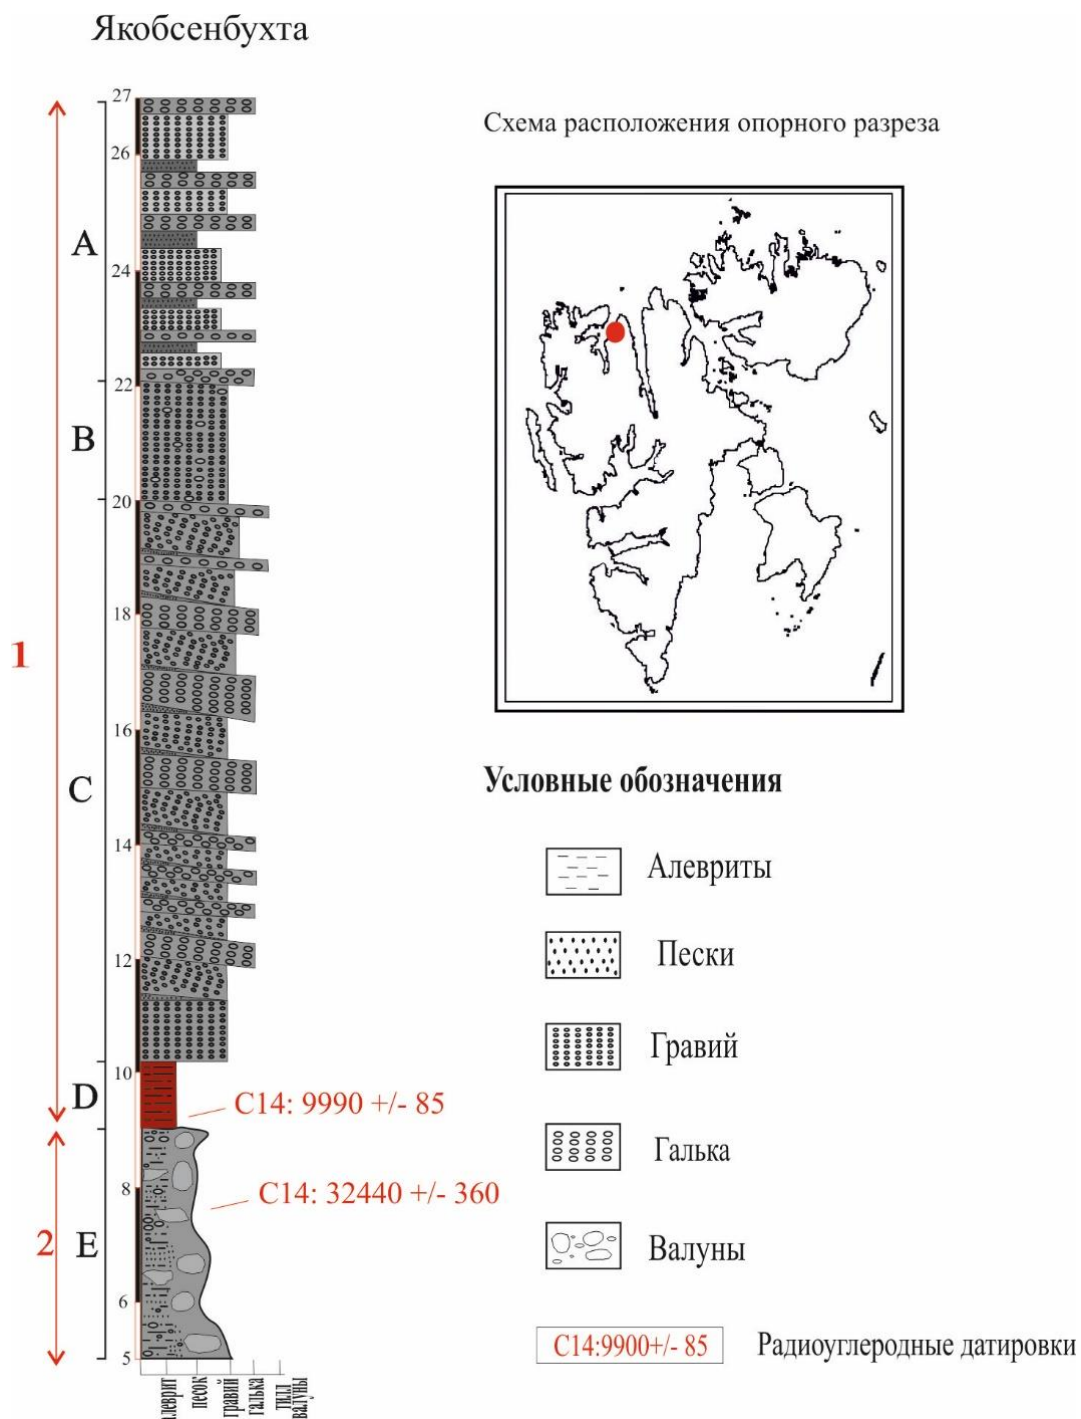 Якобсенбухта
Схема расположения опорного разреза
27
26
A
24
22
B
20
18
1
16
C
14
12
10
D
C14: 9990 +/- 85
8
C14: 32440 +/- 360
2
E
6
5
алеврит
песок
гравий
галька
тилл
валуны
Условные обозначения
Алевриты
Пески
Гравий
Галька
Валуны
C14:9900+/- 85
Радиоуглеродные датировки